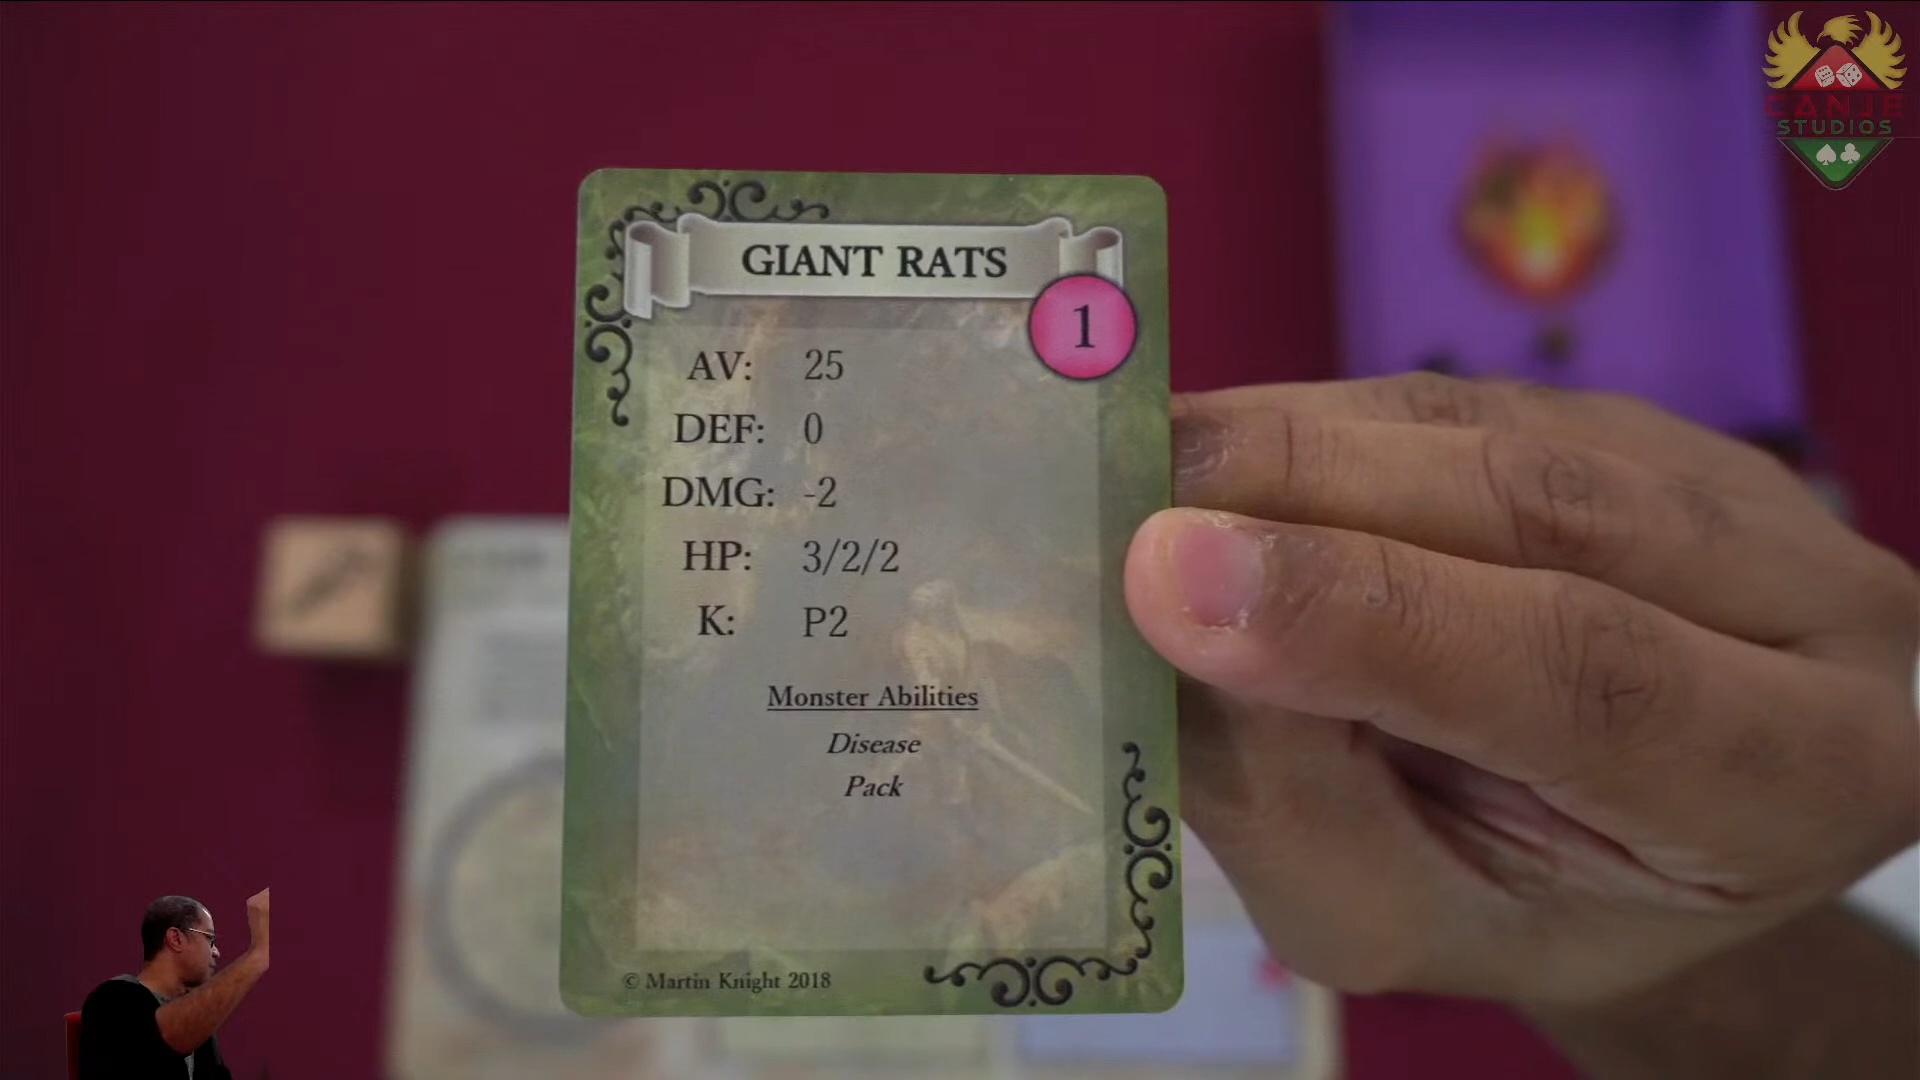 CANJE
STUDIOS
GIANT RATS
1
AV: 25
DEF: 0
DMG: -2
HP: 3/2/2
K: P2
Monster Abilities
Disease
Pack
© Martin Knight 2018